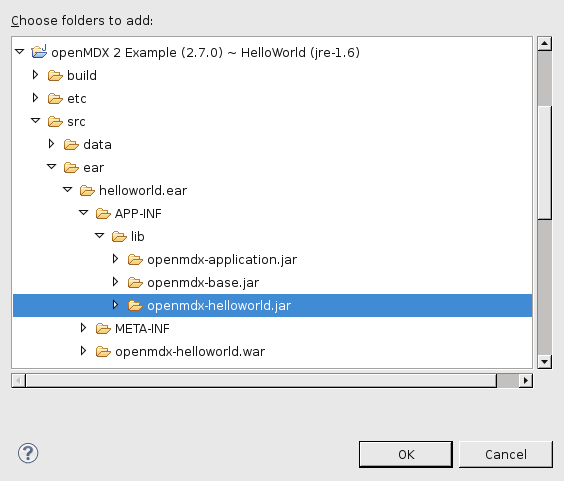 Choose folders to add:
openMDX 2 Example (2.7.0) ~ HelloWorld (jre-1.6)
build
etc
src
data
ear
helloworld.ear
APP-INF
lib
openmdx-application.jar
openmdx-base.jar
openmdx-helloworld.jar
META-INF
openmdx-helloworld.war
?
OK Cancel